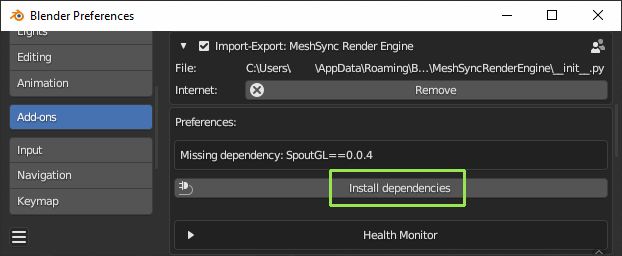 Blender Preferences
Lights
Editing
Animation
Add-ons
Input
Navigation
Keymap
Import-Export: MeshSync Render Engine
File: C:\Users\ \AppData\Roaming\B...\MeshSyncRenderEngine\__init__.py
Internet: Remove
Preferences:
Missing dependency: SpoutGL==0.0.4
Install dependencies
Health Monitor